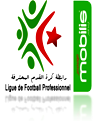 رابطة كرة القدم المحترفة
Ligue de Football Professionnel
mobilis